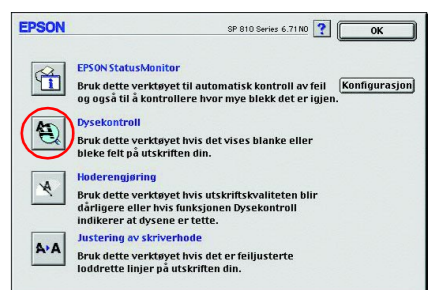 EPSON
SP 810 Series 6.71NO ? OK
EPSON StatusMonitor
Bruk dette verktøyet til automatisk kontroll av feil
og også til å kontrollere hvor mye blekk det er igjen.
Konfigurasjon
Dysekontroll
Bruk dette verktøyet hvis det vises blanke eller
bleke felt på utskriften din.
Hoderengjøring
Bruk dette verktøyet hvis utskriftskvaliteten blir
dårligere eller hvis funksjonen Dysekontroll
indikerer at dysene er tette.
Justering av skriverhode
Bruk dette verktøyet hvis det er feiljusterte
loddrette linjer på utskriften din.